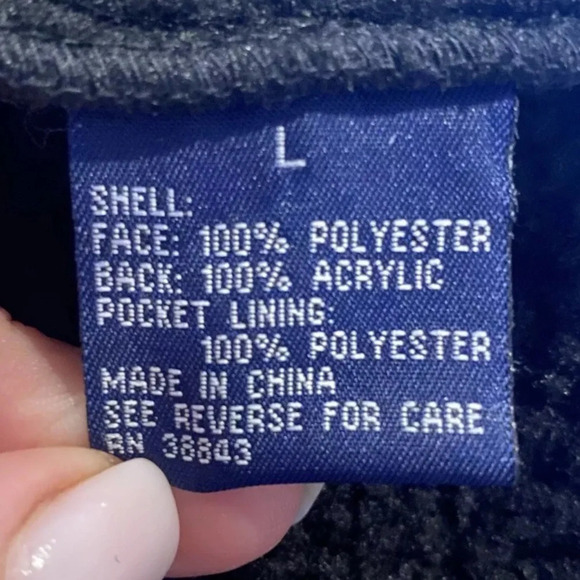 L
SHELL:
FACE: 100% POLYESTER
BACK: 100% ACRYLIC
POCKET LINING:
100% POLYESTER
MADE IN CHINA
SEE REVERSE FOR CARE
RN 38843